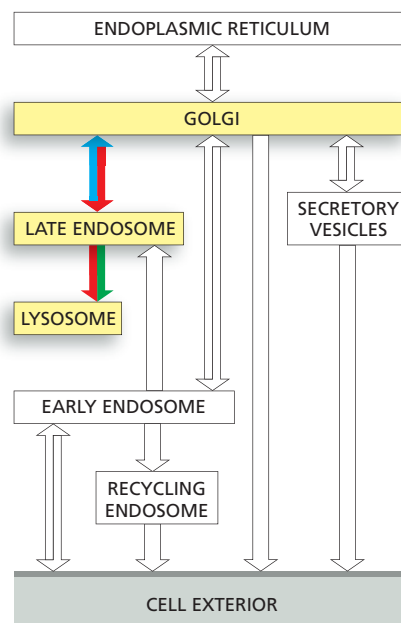 ENDOPLASMIC RETICULUM
GOLGI
LATE ENDOSOME
SECRETORY
VESICLES
LYSOSOME
EARLY ENDOSOME
RECYCLING
ENDOSOME
CELL EXTERIOR